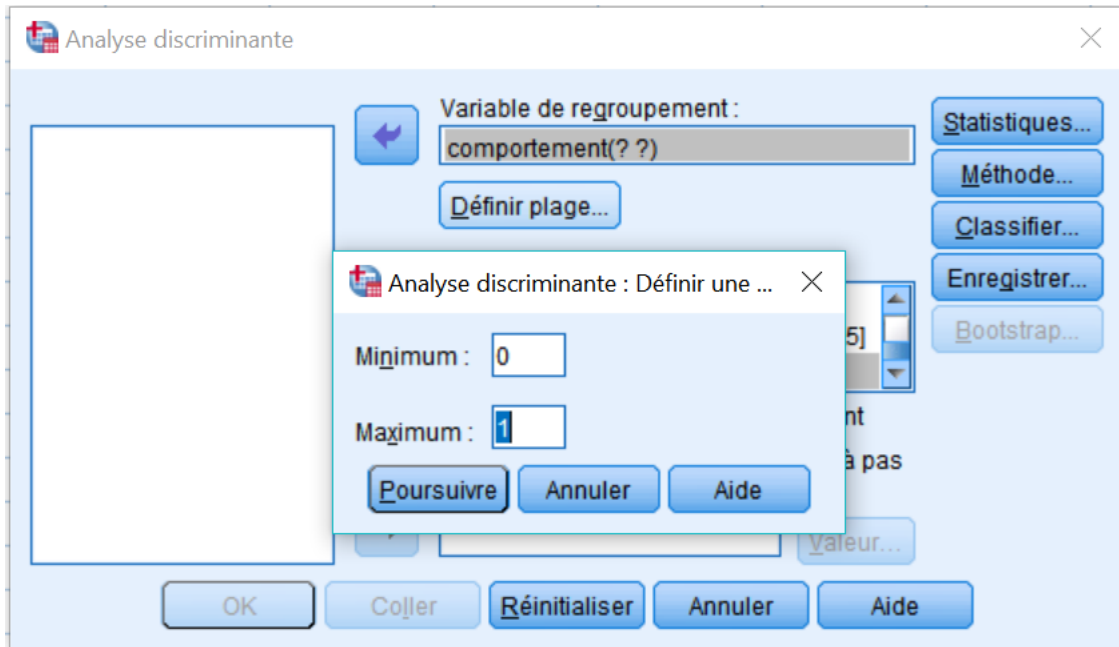 Analyse discriminante
Variable de regroupement :
comportement(? ?)
Définir plage...
Statistiques...
Méthode...
Classifier...
Enregistrer...
Bootstrap...
Analyse discriminante : Définir une ...
Minimum : 0
Maximum : 1
Poursuivre Annuler Aide
5]
nt
à pas
Valeur...
OK Coller Réinitialiser Annuler Aide